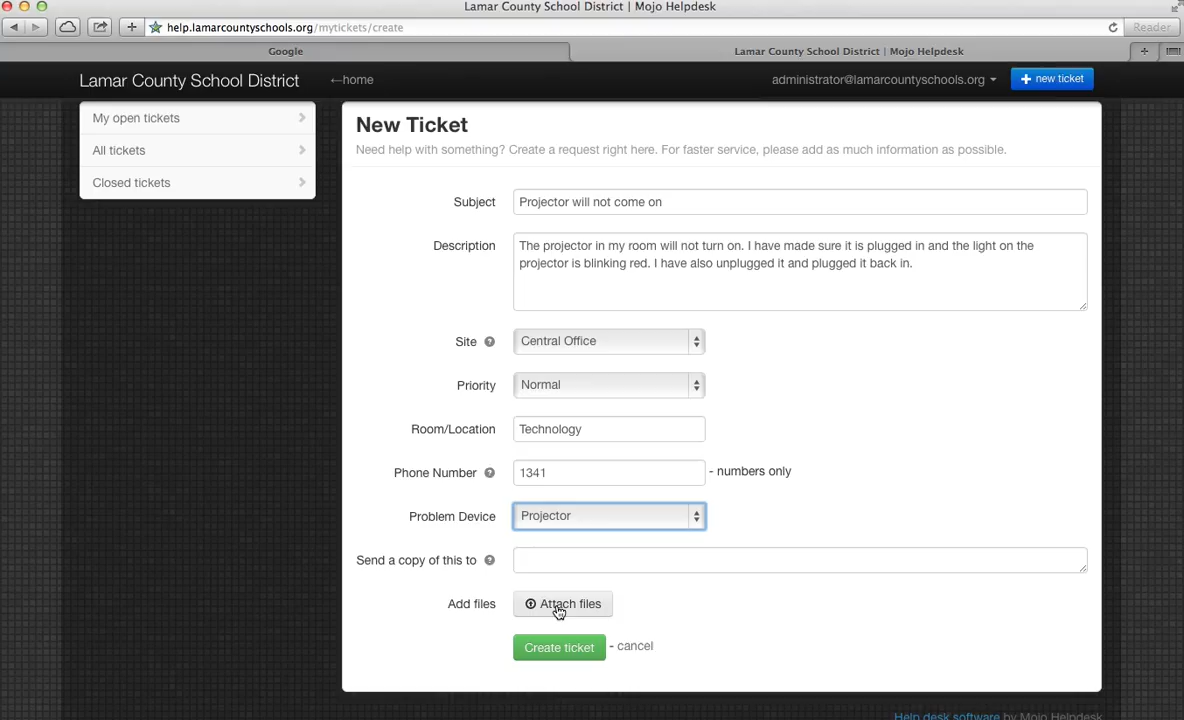 Lamar County School District | Mojo Helpdesk
help.lamarcountyschools.org/mytickets/create
Reader
Google
Lamar County School District | Mojo Helpdesk
Lamar County School District
←home
administrator@lamarcountyschools.org
+ new ticket
My open tickets
All tickets
Closed tickets
New Ticket
Need help with something? Create a request right here. For faster service, please add as much information as possible.
Subject
Projector will not come on
Description
The projector in my room will not turn on. I have made sure it is plugged in and the light on the
projector is blinking red. I have also unplugged it and plugged it back in.
Site
Central Office
Priority
Normal
Room/Location
Technology
Phone Number
1341
- numbers only
Problem Device
Projector
Send a copy of this to
Add files
Attach files
Create ticket
- cancel
Help desk software by Mojo Helpdesk